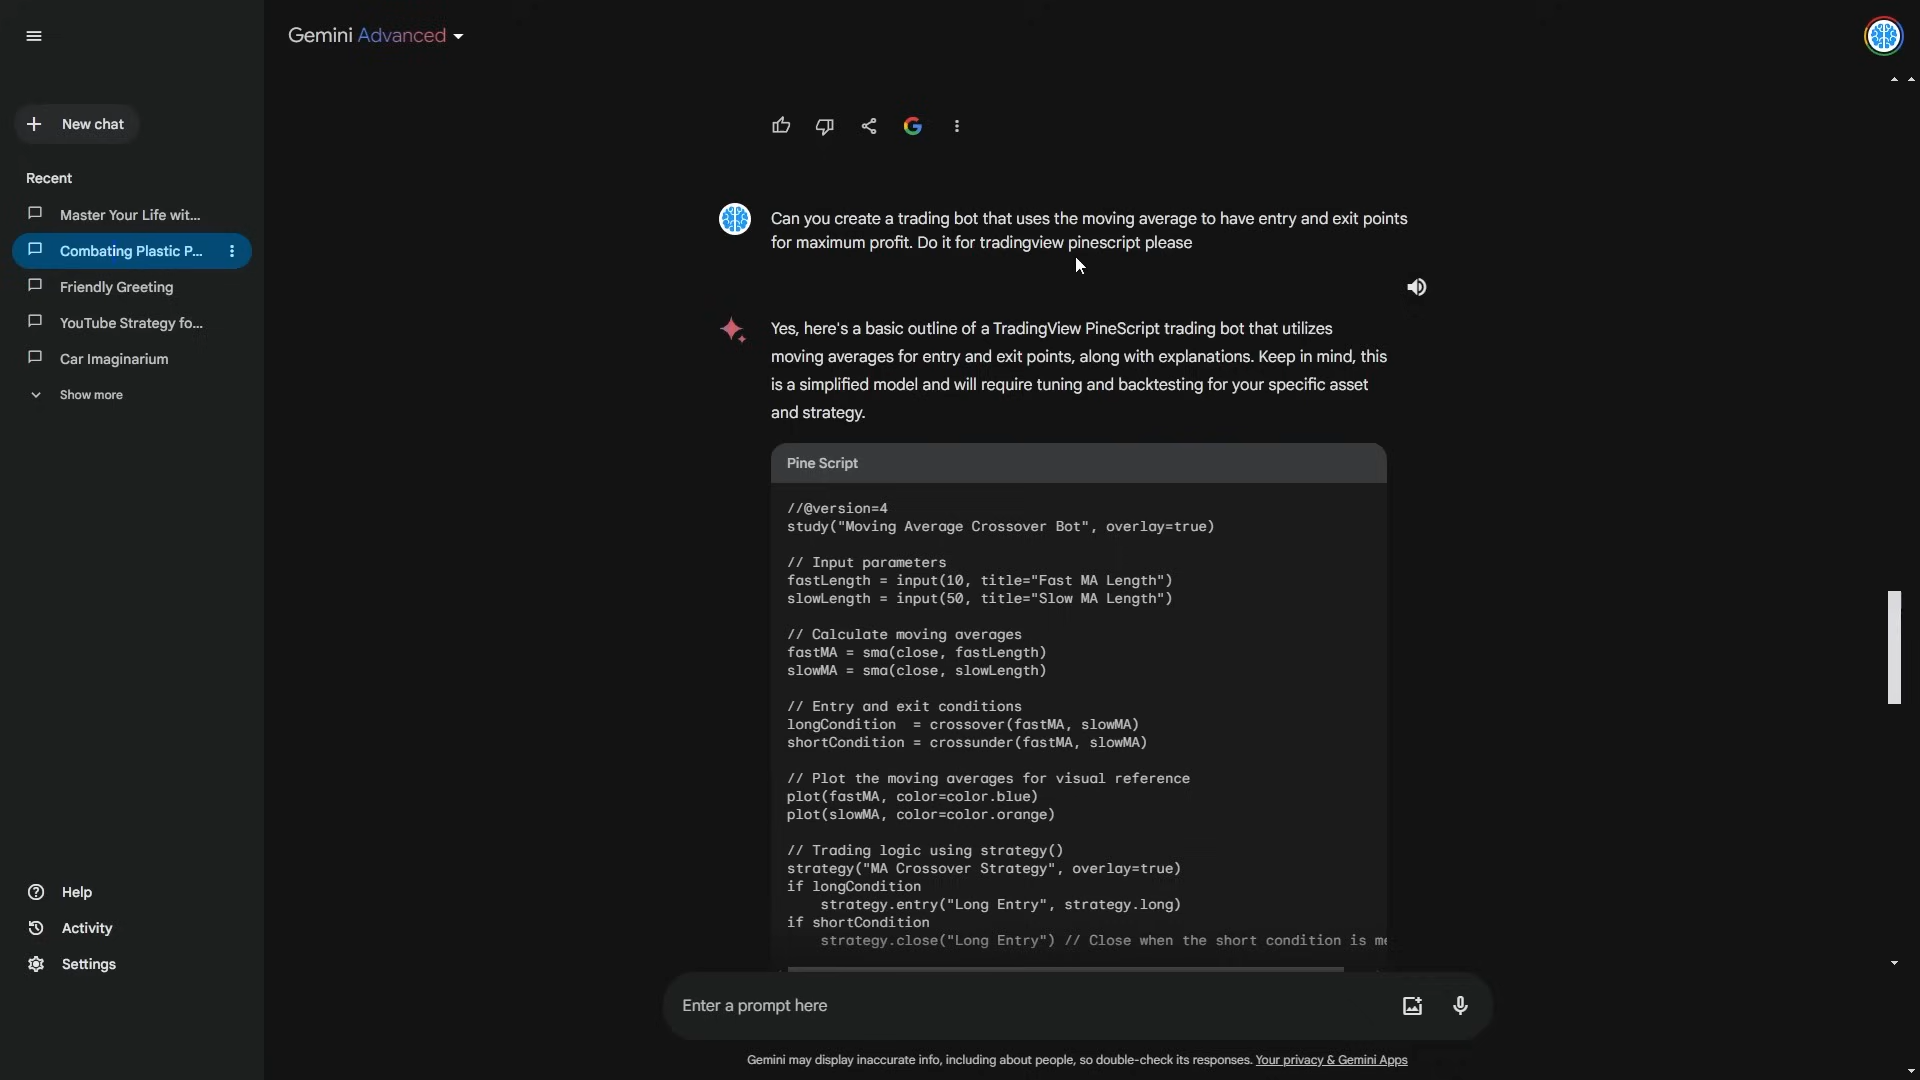 Gemini Advanced
New chat
Recent
Master Your Life wit...
Combating Plastic P...
Friendly Greeting
YouTube Strategy fo...
Car Imaginarium
Show more
Help
Activity
Settings
Can you create a trading bot that uses the moving average to have entry and exit points
for maximum profit. Do it for tradingview pinescript please
Yes, here's a basic outline of a TradingView PineScript trading bot that utilizes
moving averages for entry and exit points, along with explanations. Keep in mind, this
is a simplified model and will require tuning and backtesting for your specific asset
and strategy.
Pine Script
//@version=4
study("Moving Average Crossover Bot", overlay=true)
// Input parameters
fastLength = input(10, title="Fast MA Length")
slowLength = input(50, title="Slow MA Length")
// Calculate moving averages
fastMA = sma(close, fastLength)
slowMA = sma(close, slowLength)
// Entry and exit conditions
longCondition  = crossover(fastMA, slowMA)
shortCondition = crossunder(fastMA, slowMA)
// Plot the moving averages for visual reference
plot(fastMA, color=color.blue)
plot(slowMA, color=color.orange)
// Trading logic using strategy()
strategy("MA Crossover Strategy", overlay=true)
if longCondition
    strategy.entry("Long Entry", strategy.long)
if shortCondition
    strategy.close("Long Entry") // Close when the short condition is me
Enter a prompt here
Gemini may display inaccurate info, including about people, so double-check its responses. Your privacy & Gemini Apps